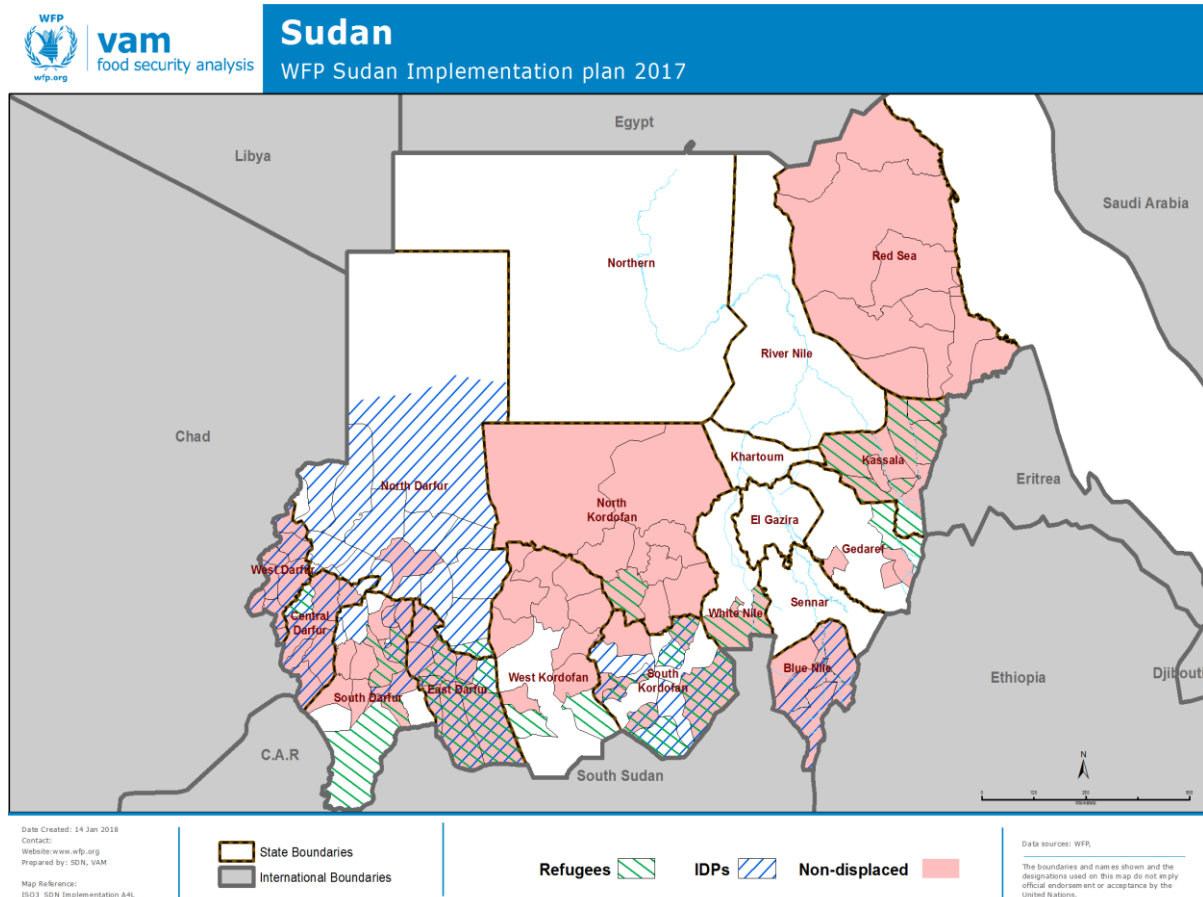 WFP
wfp.org
vam
food security analysis
Sudan
WFP Sudan Implementation plan 2017
Egypt
Libya
Saudi Arabia
Northern
Red Sea
River Nile
Chad
Khartoum
Kassala
North Darfur
Eritrea
North
Kordofan
El Gazira
Gedaref
West Darfur
Sennar
Central
Darfur
White Nile
Blue Nile
West Kordofan
South
Kordofan
South Darfur
East Darfur
Ethiopia
Djibouti
C.A.R
South Sudan
N
Date Created: 14 Jan 2018
Contact:
Website:www.wfp.org
Prepared by: SDN, VAM
Map Reference:
ISO3_SDN_Implementation_A4L
State Boundaries
International Boundaries
Refugees
IDPs
Non-displaced
Data sources: WFP,
The boundaries and names shown and the
designations used on this map do not imply
official endorsement or acceptance by the
United Nations.